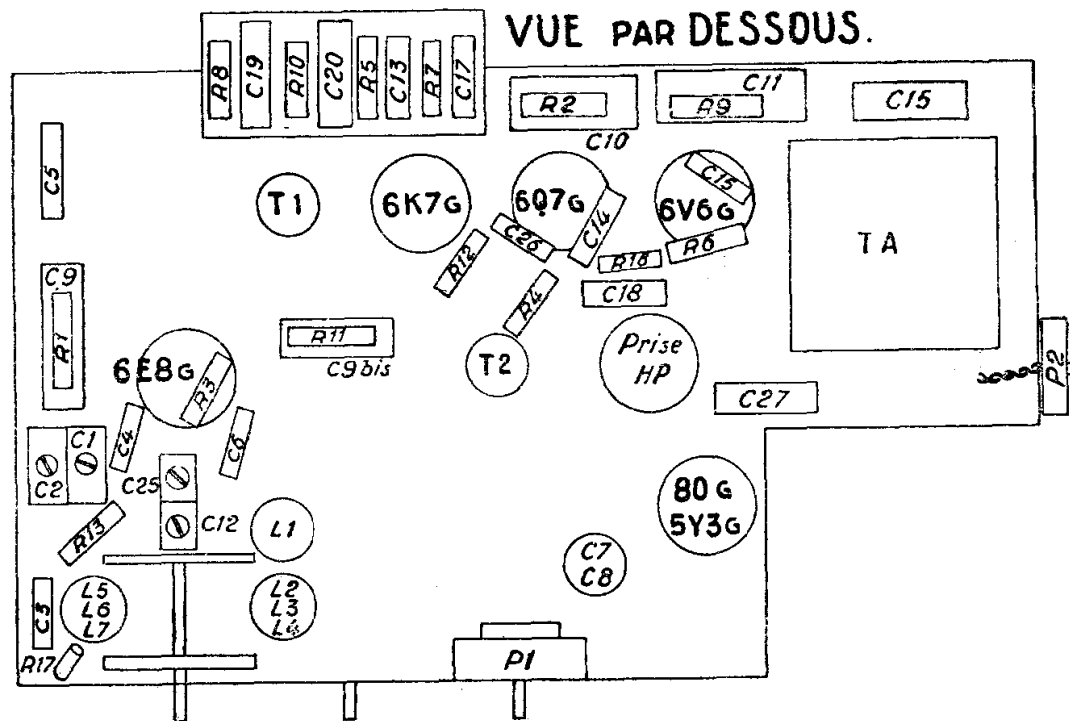 VUE PAR DESSOUS.
R8
C19
R10
C20
R5
C13
R7
C17
R2
C10
C11
R9
C15
C5
T1
6K7G
6Q7G
C26
C14
C15
6V6G
R6
R18
C18
TA
R12
R4
C9
R1
R11
C9bis
T2
Prise
HP
P2
6E8G
R3
C27
C4
C6
C1
C2
C25
C12
R13
L1
80 G
5Y3G
C7
C8
C3
L5
L6
L7
L2
L3
L4
R17
P1